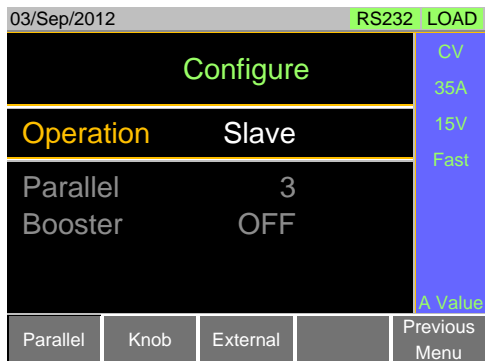 03/Sep/2012 RS232 LOAD
Configure
CV
35A
15V
Fast
A Value
Operation Slave
Parallel 3
Booster OFF
Parallel Knob External Previous Menu